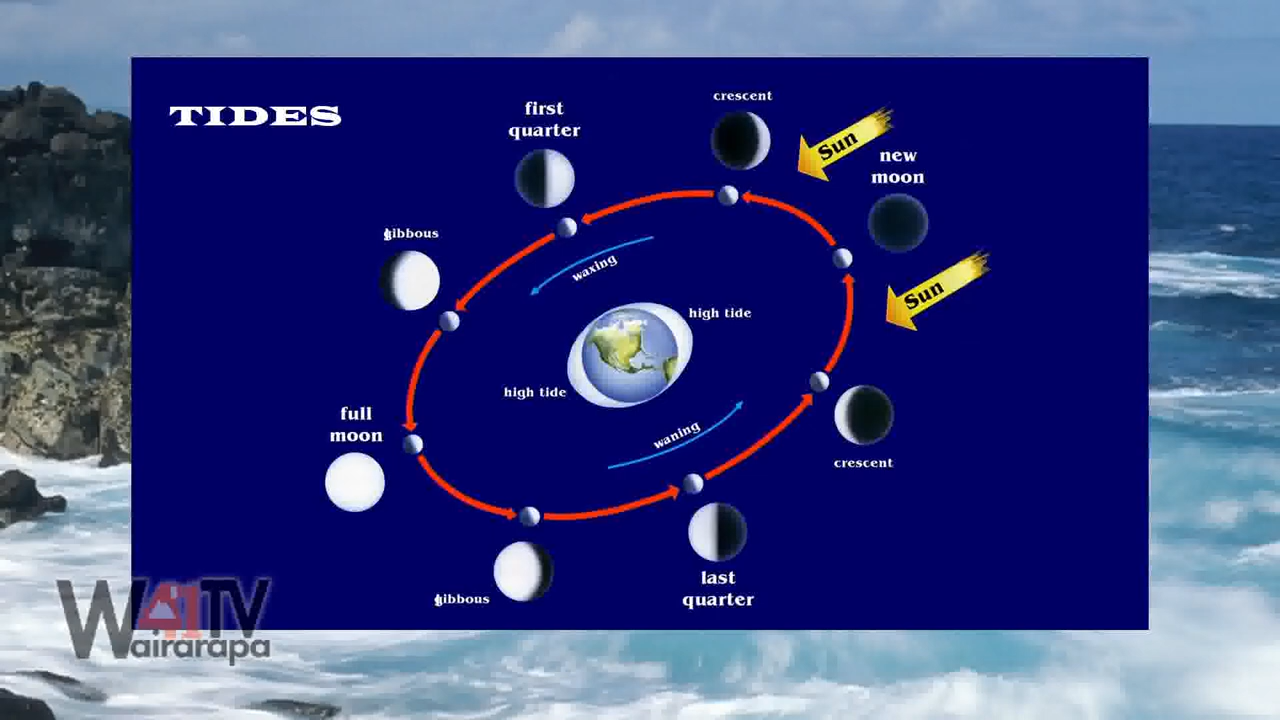 TIDES
first
quarter
crescent
Sun
new
moon
gibbous
waxing
high tide
Sun
high tide
full
moon
waning
crescent
last
quarter
gibbous
W41TV
Wairarapa